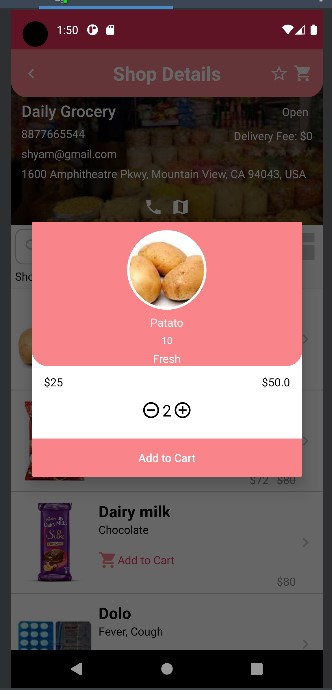 1:50
Shop Details
Daily Grocery
Open
8877665544
Delivery Fee: $0
shyam@gmail.com
1600 Amphitheatre Pkwy, Mountain View, CA 94043, USA
Sho
Patato
10
Fresh
$25
$50.0
2
Add to Cart
$72 $80
Dairy milk
Chocolate
Add to Cart
$80
Dolo
Fever, Cough